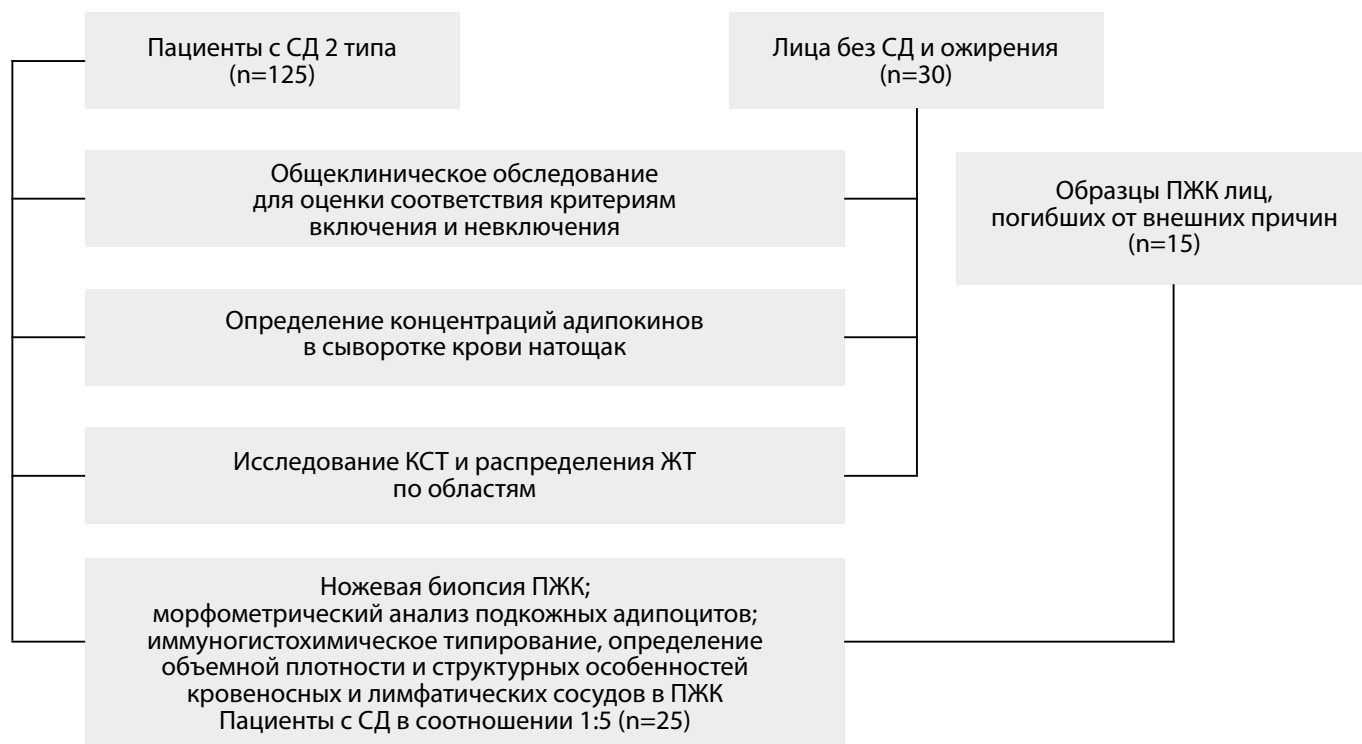 Пациенты с СД 2 типа
(n=125)
Лица без СД и ожирения
(n=30)
Общеклиническое обследование
для оценки соответствия критериям
включения и невключения
Образцы ПЖК лиц,
погибших от внешних причин
(n=15)
Определение концентраций адипокинов
в сыворотке крови натощак
Исследование КСТ и распределения ЖТ
по областям
Ножевая биопсия ПЖК;
морфометрический анализ подкожных адипоцитов;
иммуногистохимическое типирование, определение
объемной плотности и структурных особенностей
кровеносных и лимфатических сосудов в ПЖК
Пациенты с СД в соотношении 1:5 (n=25)